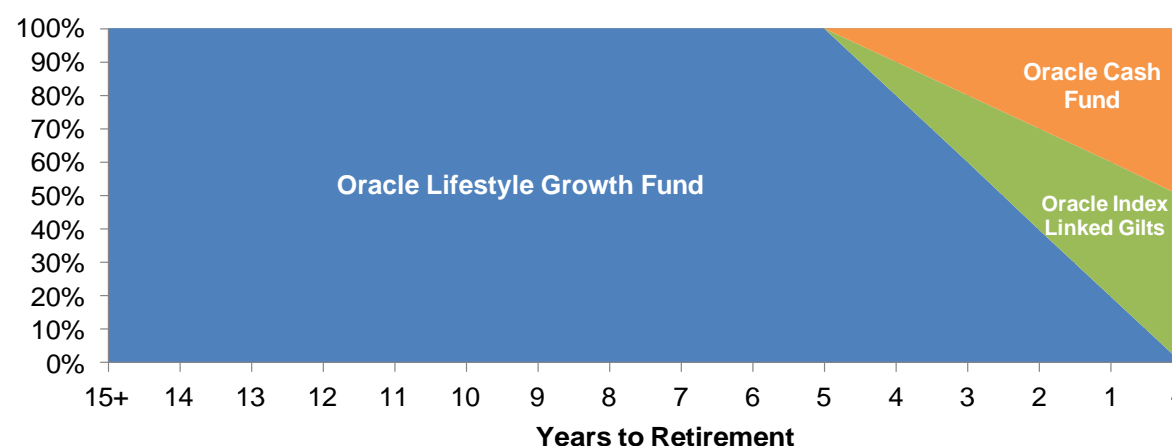 100%
90%
80%
70%
60%
50%
40%
30%
20%
10%
0%
Oracle Cash
Fund
Oracle Lifestyle Growth Fund
Oracle Index
Linked Gilts
15+ 14 13 12 11 10 9 8 7 6 5 4 3 2 1
Years to Retirement